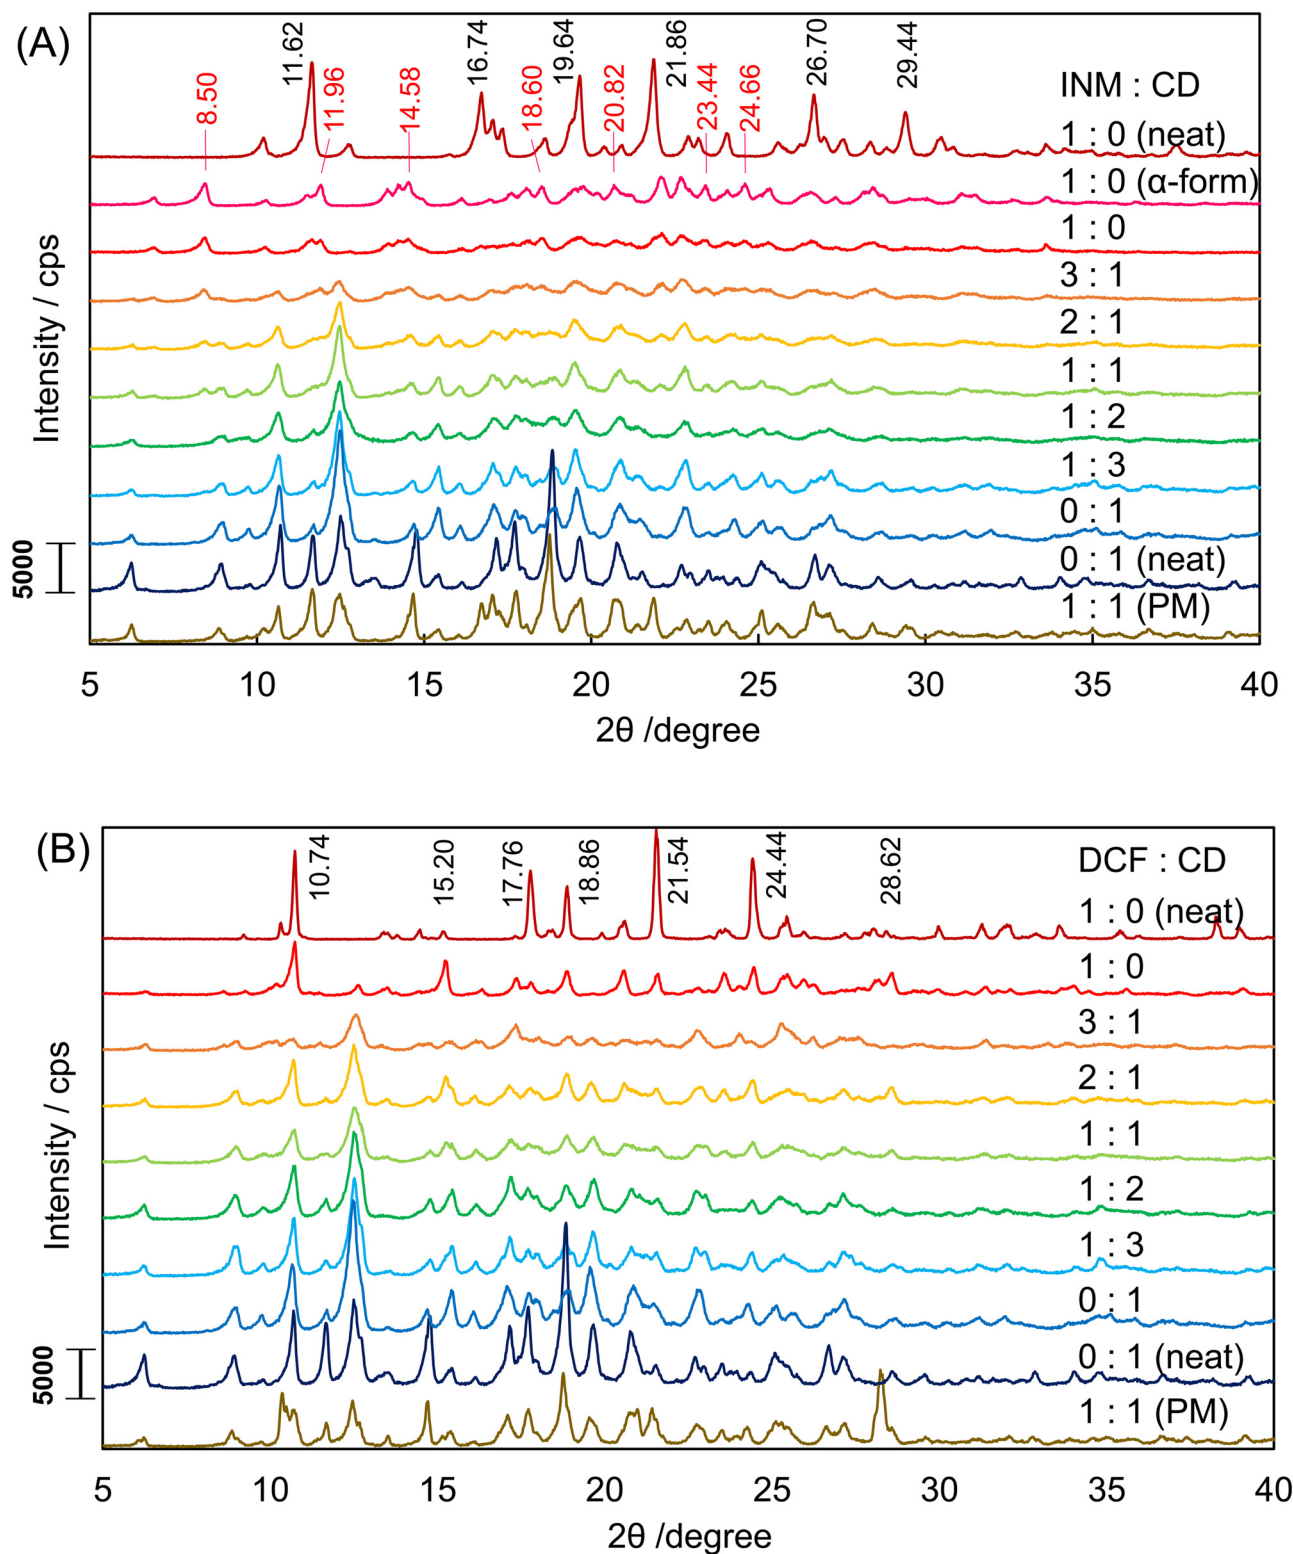 (A)
11.62
16.74
19.64
21.86
26.70
29.44
8.50
11.96
14.58
18.60
20.82
23.44
24.66
INM : CD
1 : 0 (neat)
1 : 0 (α-form)
1 : 0
3 : 1
2 : 1
1 : 1
1 : 2
1 : 3
0 : 1
0 : 1 (neat)
1 : 1 (PM)
Intensity / cps
5000
5 10 15 20 25 30 35 40
2θ /degree
(B)
10.74
15.20
17.76
18.86
21.54
24.44
28.62
DCF : CD
1 : 0 (neat)
1 : 0
3 : 1
2 : 1
1 : 1
1 : 2
1 : 3
0 : 1
0 : 1 (neat)
1 : 1 (PM)
Intensity / cps
5000
5 10 15 20 25 30 35 40
2θ /degree